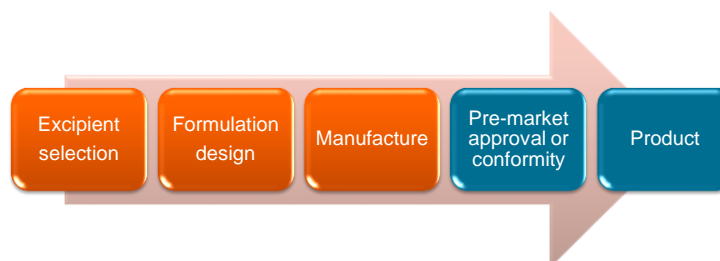 Excipient
selection
Formulation
design
Manufacture
Pre-market
approval or
conformity
Product